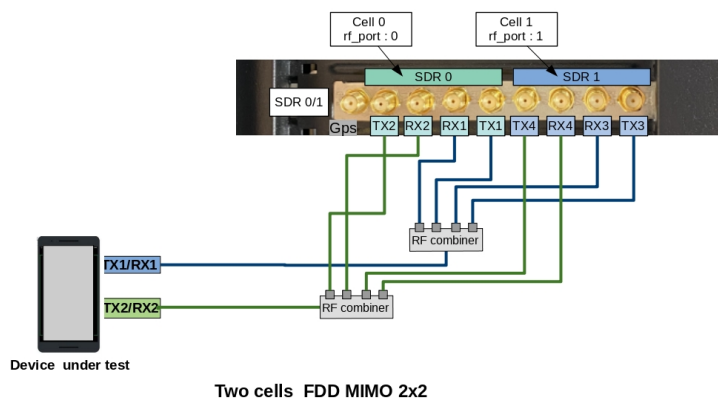 Cell 0
rf_port : 0
Cell 1
rf_port : 1
SDR 0
SDR 1
SDR 0/1
Gps
TX2
RX2
RX1
TX1
TX4
RX4
RX3
TX3
RF combiner
TX1/RX1
TX2/RX2
RF combiner
Device under test
Two cells FDD MIMO 2x2